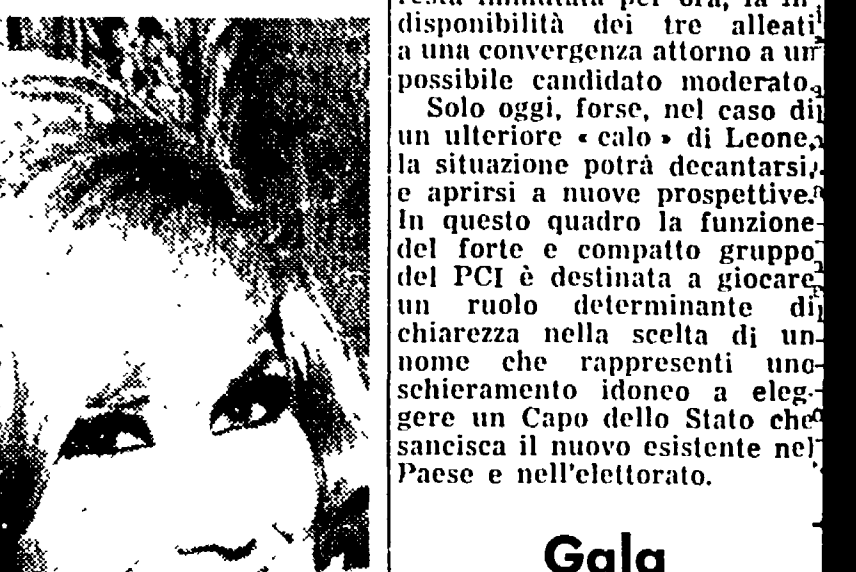 disponibilità dei tre alleati
a una convergenza attorno a un
possibile candidato moderato.
Solo oggi, forse, nel caso di
un ulteriore « calo » di Leone,
la situazione potrà decantarsi,
e aprirsi a nuove prospettive.
In questo quadro la funzione
del forte e compatto gruppo
del PCI è destinata a giocare
un ruolo determinante di
chiarezza nella scelta di un
nome che rappresenti uno
schieramento idoneo a eleg-
gere un Capo dello Stato che
sancisca il nuovo esistente nel
Paese e nell'elettorato.
Gala